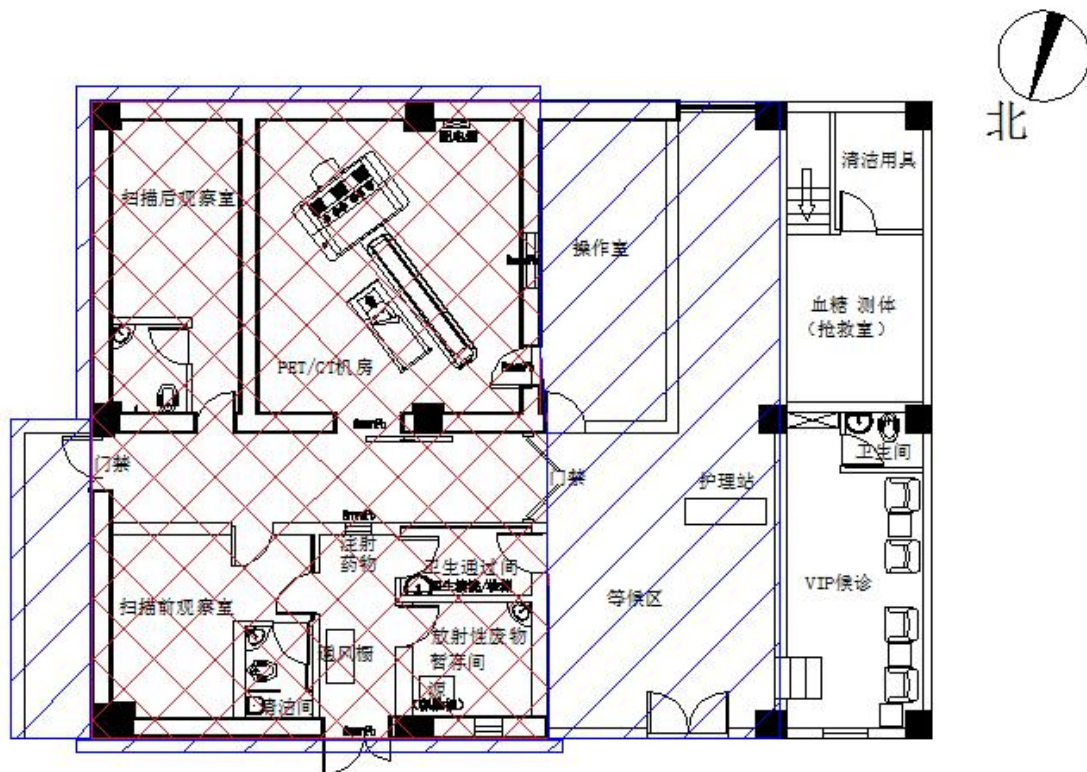 北
清洁用具
扫描后观察室
操作室
血糖 测体
（抢救室）
PET/CT机房
门禁
门禁
卫生间
护理站
注射
药物
卫生通过间
扫描前观察室
等候区
VIP候诊
放射性废物
暂存间
通风橱
源
清洁间